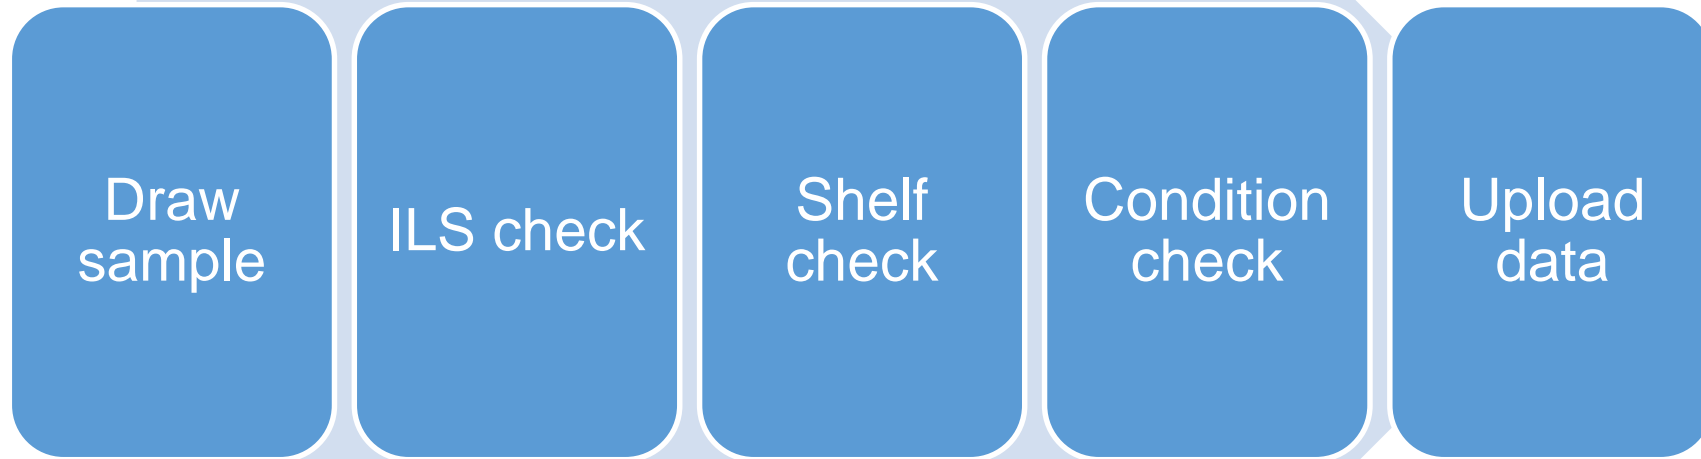 Draw
sample
ILS check
Shelf
check
Condition
check
Upload
data